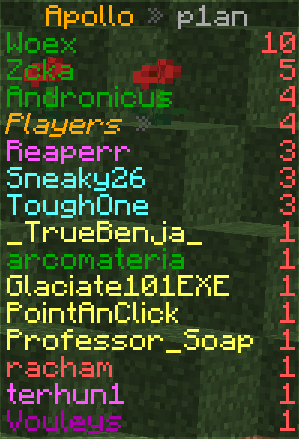 Apollo » p1an
Woex 10
Zcka 5
Andronicus 4
Players » 4
Reaperr 3
Sneaky26 3
ToughOne 3
_TrueBenja_ 1
arcomateria 1
Glaciate101EXE 1
PointAnClick 1
Professor_Soap 1
racham 1
terhun1 1
Vouleys 1